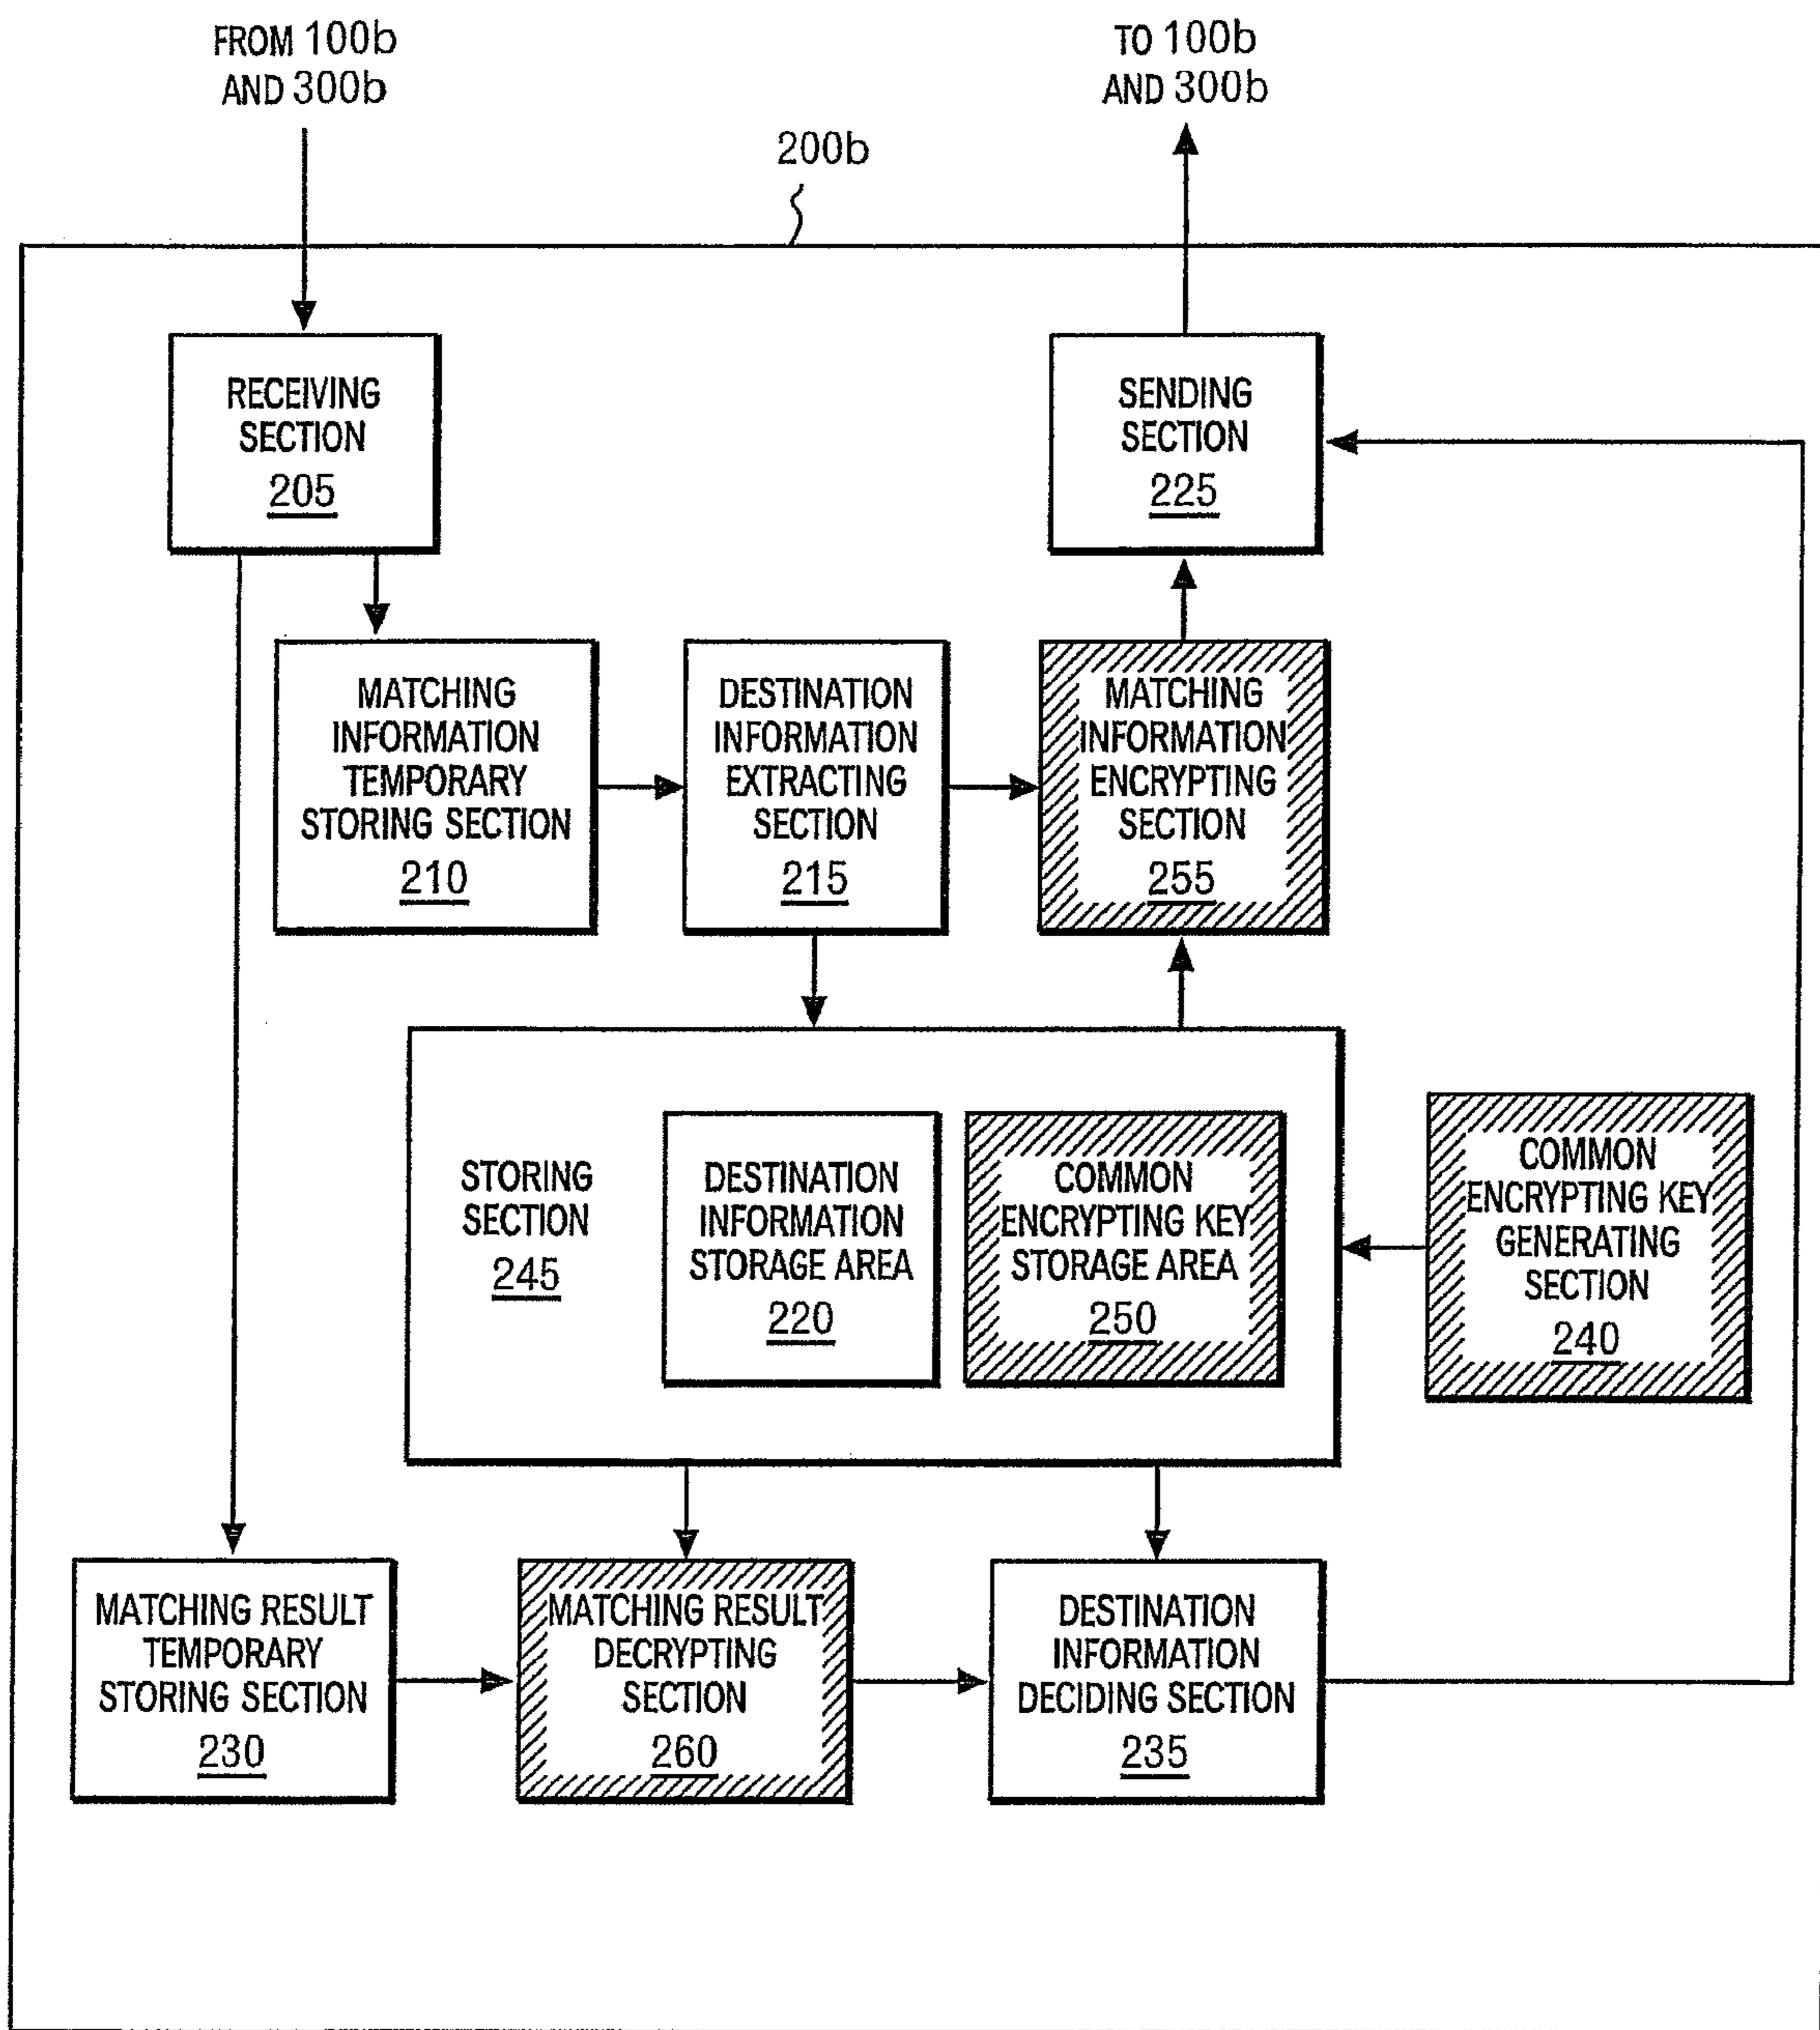 FROM 100b
AND 300b
TO 100b
AND 300b
200b
RECEIVING
SECTION
205
SENDING
SECTION
225
MATCHING
INFORMATION
TEMPORARY
STORING SECTION
210
DESTINATION
INFORMATION
EXTRACTING
SECTION
215
MATCHING
INFORMATION
ENCRYPTING
SECTION
255
STORING
SECTION
245
DESTINATION
INFORMATION
STORAGE AREA
220
COMMON
ENCRYPTING KEY
STORAGE AREA
250
COMMON
ENCRYPTING KEY
GENERATING
SECTION
240
MATCHING RESULT
TEMPORARY
STORING SECTION
230
MATCHING RESULT
DECRYPTING
SECTION
260
DESTINATION
INFORMATION
DECIDING SECTION
235